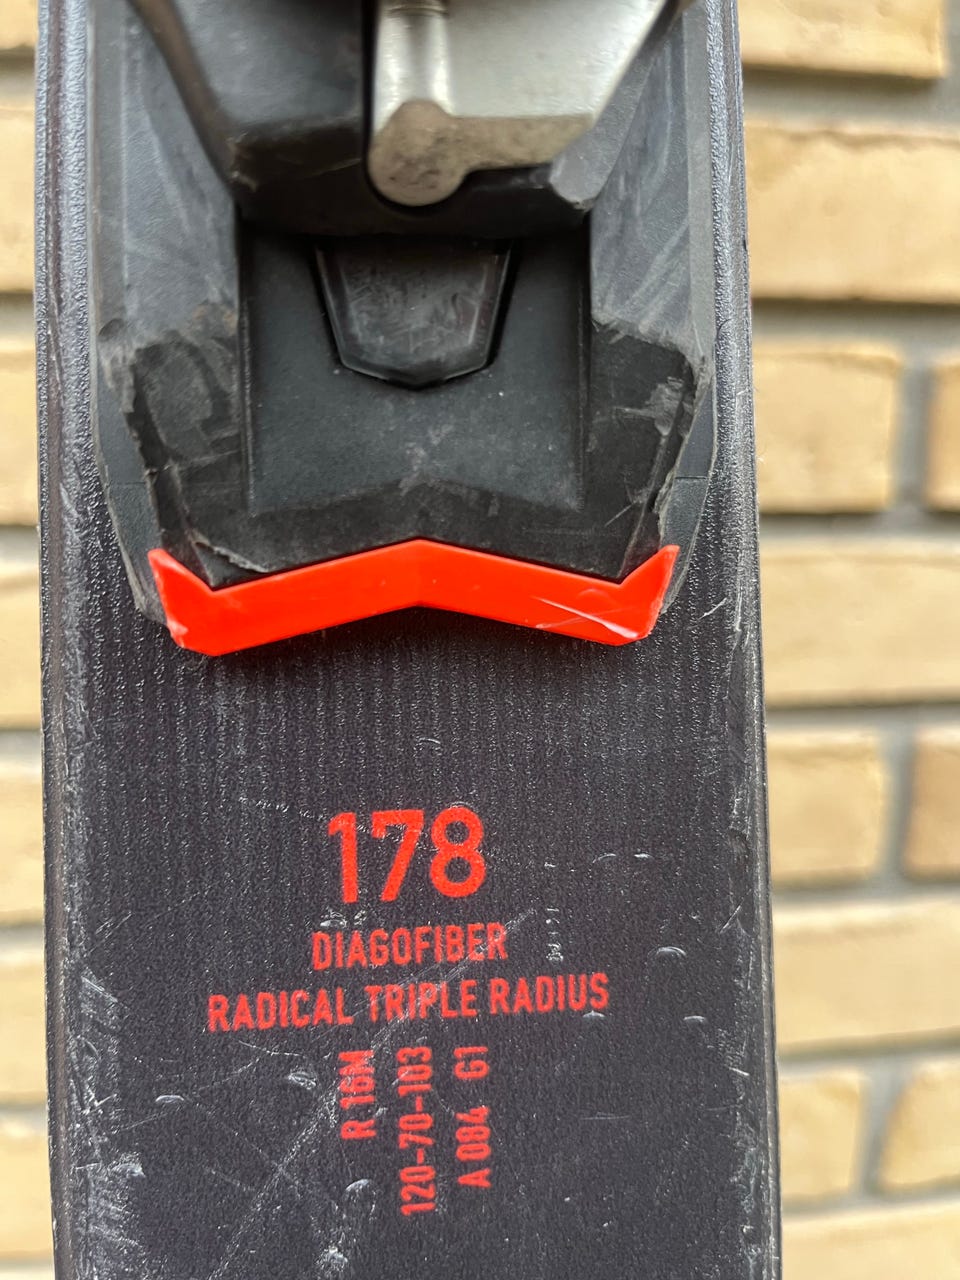 178
DIAGOFIBER
RADICAL TRIPLE RADIUS
R 16M
120-70-103
A 084 G1